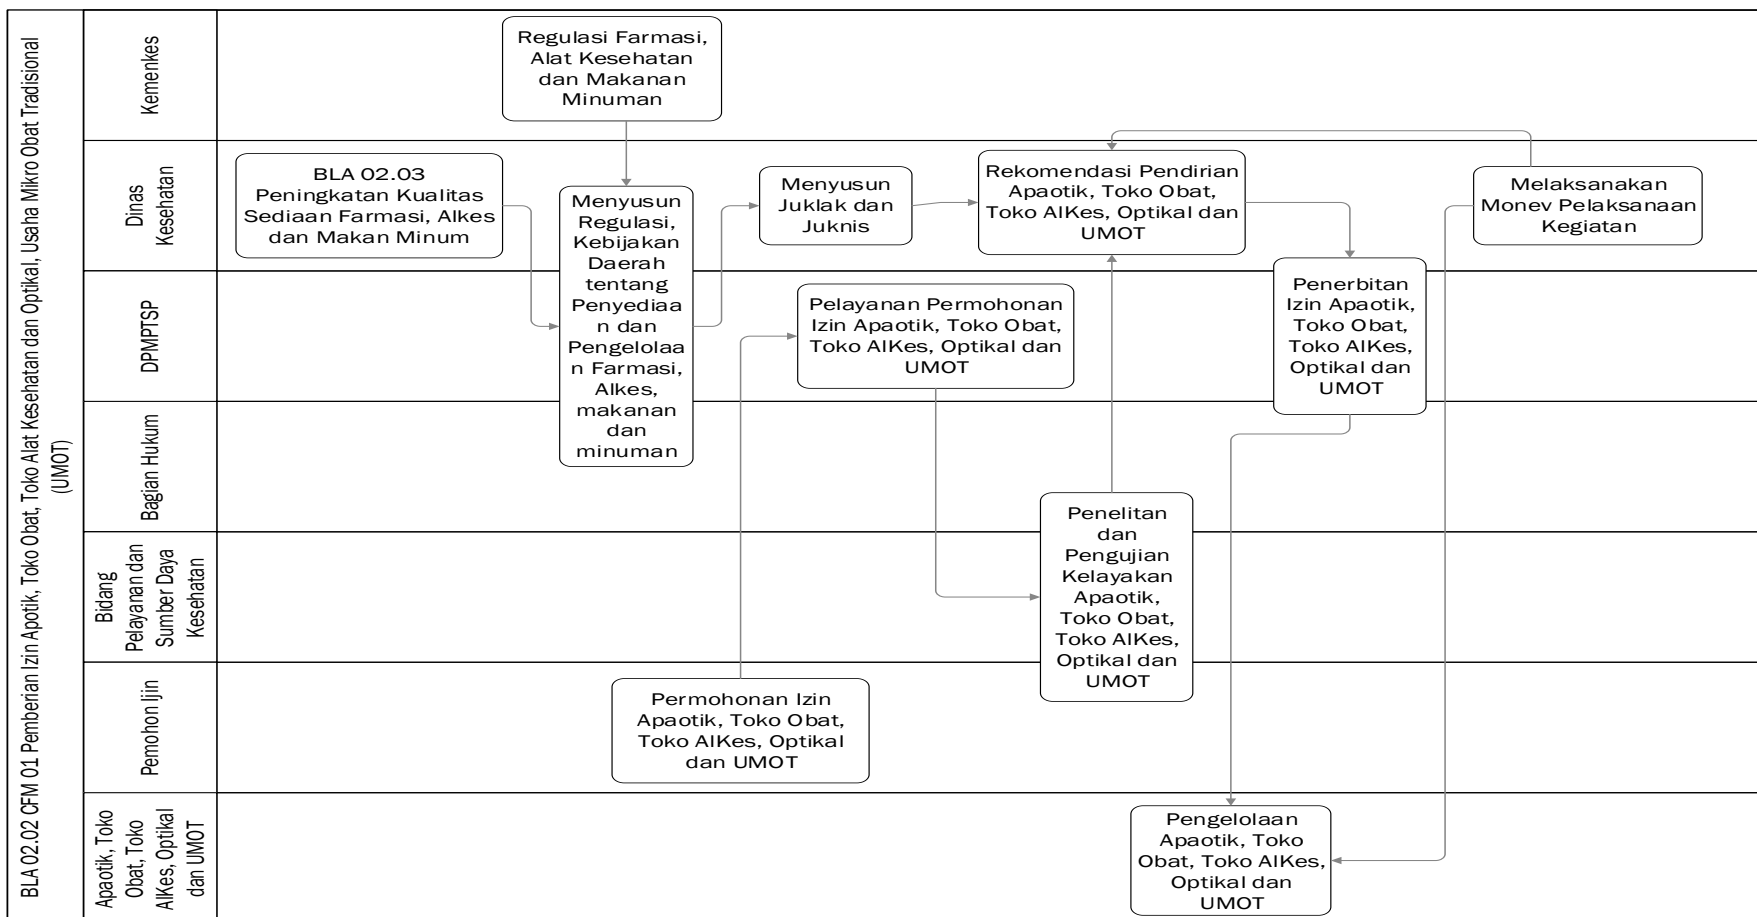 BLA 02.02 CFM 01 Pemberian Izin Apotik, Toko Obat, Toko Alat Kesehatan dan Optikal, Usaha Mikro Obat Tradisional
(UMOT)
Kemenkes
Regulasi Farmasi,
Alat Kesehatan
dan Makanan
Minuman
Dinas
Kesehatan
BLA 02.03
Peningkatan Kualitas
Sediaan Farmasi, Alkes
dan Makan Minum
Menyusun
Regulasi,
Kebijakan
Daerah
tentang
Penyediaa
n dan
Pengelolaa
n Farmasi,
Alkes,
makanan
dan
minuman
Menyusun
Juklak dan
Juknis
Rekomendasi Pendirian
Apaotik, Toko Obat,
Toko AlKes, Optikal dan
UMOT
Melaksanakan
Monev Pelaksanaan
Kegiatan
DPMPTSP
Pelayanan Permohonan
Izin Apaotik, Toko Obat,
Toko AlKes, Optikal dan
UMOT
Penerbitan
Izin Apaotik,
Toko Obat,
Toko AlKes,
Optikal dan
UMOT
Bagian Hukum
Bidang
Pelayanan dan
Sumber Daya
Kesehatan
Penelitan
dan
Pengujian
Kelayakan
Apaotik,
Toko Obat,
Toko AlKes,
Optikal dan
UMOT
Pemohon Ijin
Permohonan Izin
Apaotik, Toko Obat,
Toko AlKes, Optikal
dan UMOT
Apaotik, Toko
Obat, Toko
AlKes, Optikal
dan UMOT
Pengelolaan
Apaotik, Toko
Obat, Toko AlKes,
Optikal dan
UMOT